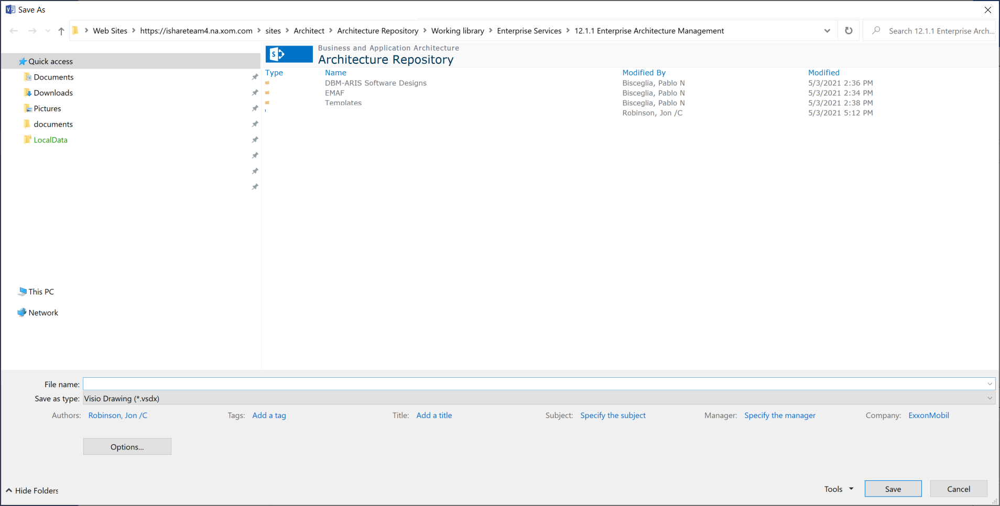 Save As
Web Sites > https://ishareteam4.na.xom.com > sites > Architect > Architecture Repository > Working library > Enterprise Services > 12.1.1 Enterprise Architecture Management
Search 12.1.1 Enterprise Arch...
Quick access
Documents
Downloads
Pictures
documents
LocalData
This PC
Network
Business and Application Architecture
Architecture Repository
Type Name Modified By Modified
DBM-ARIS Software Designs Bisceglia, Pablo N 5/3/2021 2:36 PM
EMAF Bisceglia, Pablo N 5/3/2021 2:34 PM
Templates Bisceglia, Pablo N 5/3/2021 2:38 PM
Robinson, Jon /C 5/3/2021 5:12 PM
File name:
Save as type: Visio Drawing (*.vsdx)
Authors: Robinson, Jon /C Tags: Add a tag Title: Add a title Subject: Specify the subject Manager: Specify the manager Company: ExxonMobil
Options...
Hide Folders
Tools Save Cancel